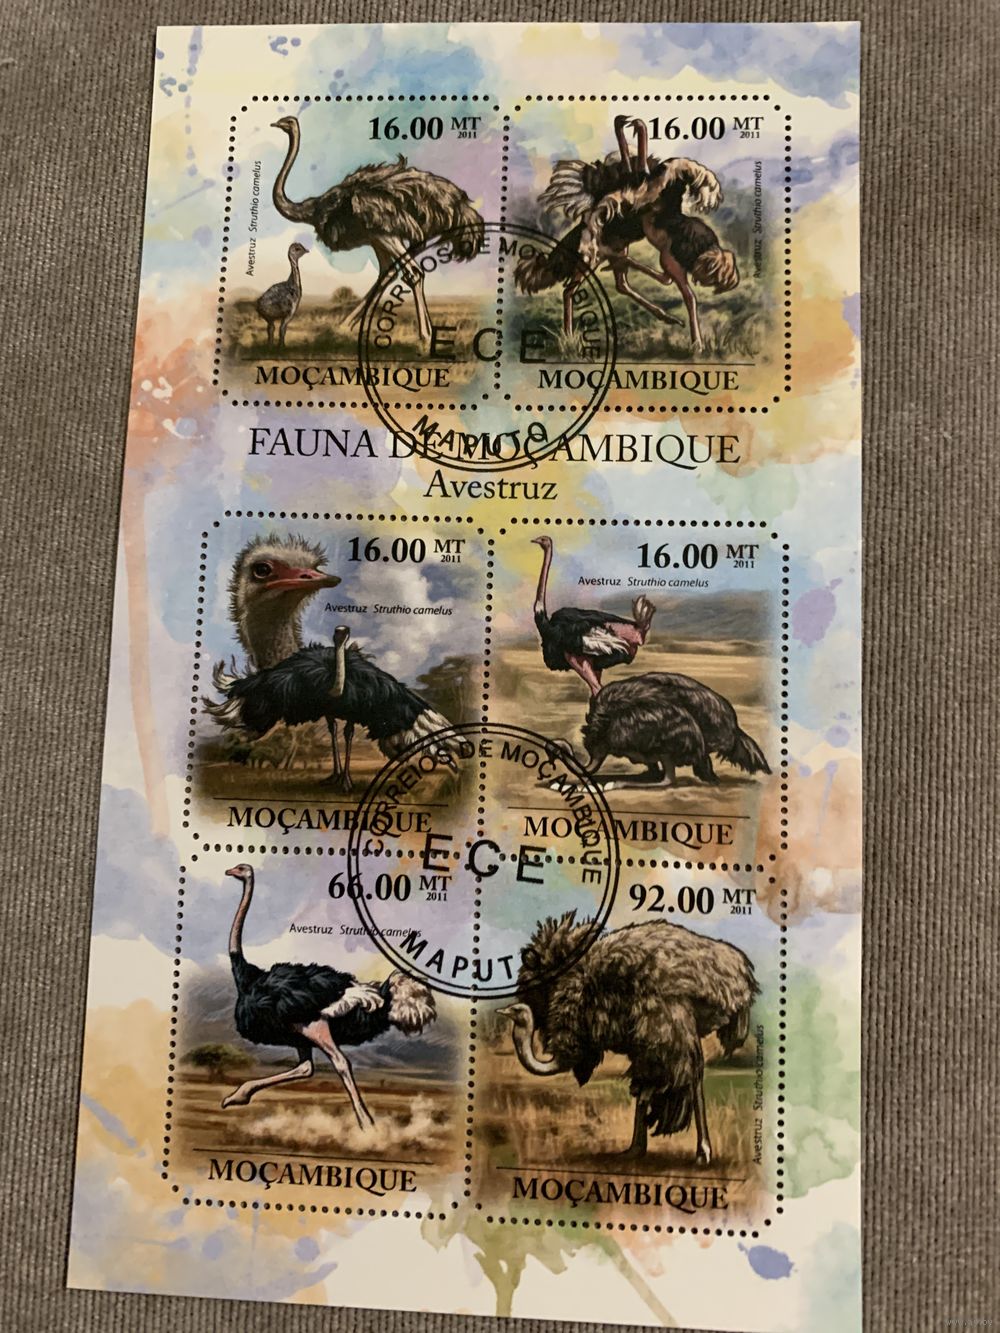 16.00 MT
2011
Avestruz Struthio camelus
MOÇAMBIQUE
16.00 MT
2011
Avestruz Struthio camelus
MOÇAMBIQUE
CORREIOS DE MOÇAMBIQUE
ECE
MAPUTO
FAUNA DE MOÇAMBIQUE
Avestruz
16.00 MT
2011
Avestruz Struthio camelus
MOÇAMBIQUE
16.00 MT
2011
Avestruz Struthio camelus
MOÇAMBIQUE
CORREIOS DE MOÇAMBIQUE
ECE
MAPUTO
66.00 MT
2011
Avestruz Struthio camelus
MOÇAMBIQUE
92.00 MT
2011
Avestruz Struthio camelus
MOÇAMBIQUE